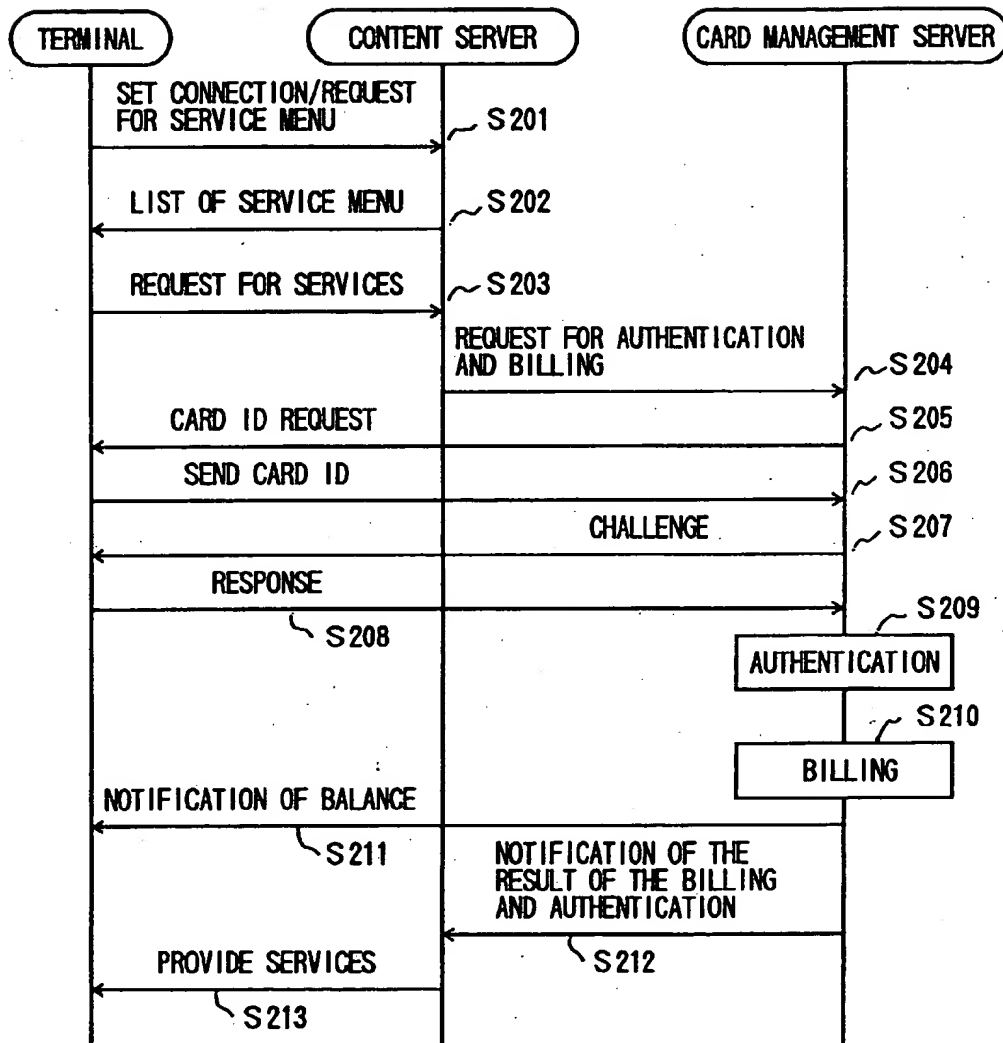 TERMINAL
CONTENT SERVER
CARD MANAGEMENT SERVER
SET CONNECTION/REQUEST
FOR SERVICE MENU
S201
LIST OF SERVICE MENU
S202
REQUEST FOR SERVICES
S203
REQUEST FOR AUTHENTICATION
AND BILLING
S204
CARD ID REQUEST
S205
SEND CARD ID
S206
CHALLENGE
S207
RESPONSE
S208
S209
AUTHENTICATION
S210
BILLING
NOTIFICATION OF BALANCE
S211
NOTIFICATION OF THE
RESULT OF THE BILLING
AND AUTHENTICATION
S212
PROVIDE SERVICES
S213